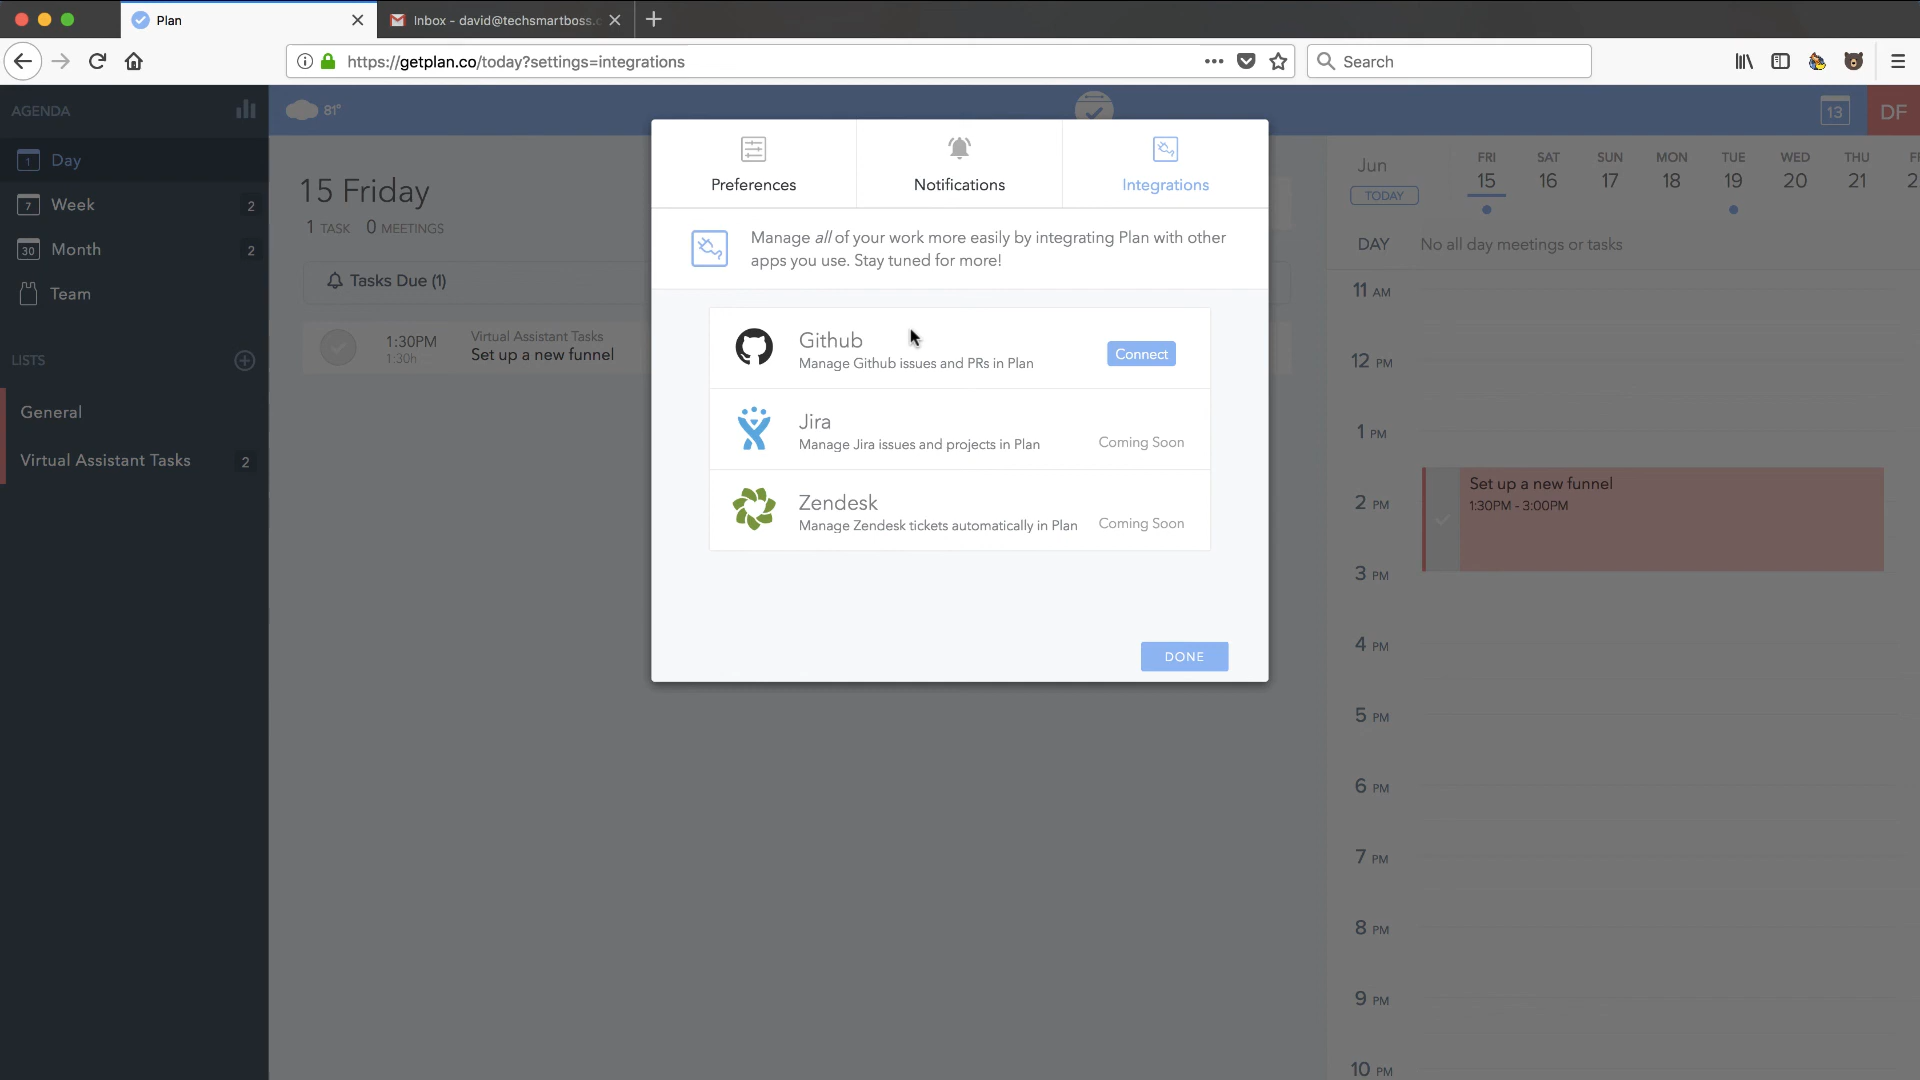 Plan
Inbox - david@techsmartboss.c
https://getplan.co/today?settings=integrations
Search
AGENDA
81°
13
DF
1
Day
7
Week
2
30
Month
2
Team
LISTS
General
Virtual Assistant Tasks
2
15 Friday
1 TASK 0 MEETINGS
Tasks Due (1)
1:30PM
1:30h
Virtual Assistant Tasks
Set up a new funnel
Preferences
Notifications
Integrations
Manage all of your work more easily by integrating Plan with other
apps you use. Stay tuned for more!
Github
Manage Github issues and PRs in Plan
Connect
Jira
Manage Jira issues and projects in Plan
Coming Soon
Zendesk
Manage Zendesk tickets automatically in Plan
Coming Soon
DONE
Jun
TODAY
FRI SAT SUN MON TUE WED THU
15 16 17 18 19 20 21
DAY
No all day meetings or tasks
11 AM
12 PM
1 PM
2 PM
Set up a new funnel
1:30PM - 3:00PM
3 PM
4 PM
5 PM
6 PM
7 PM
8 PM
9 PM
10 PM